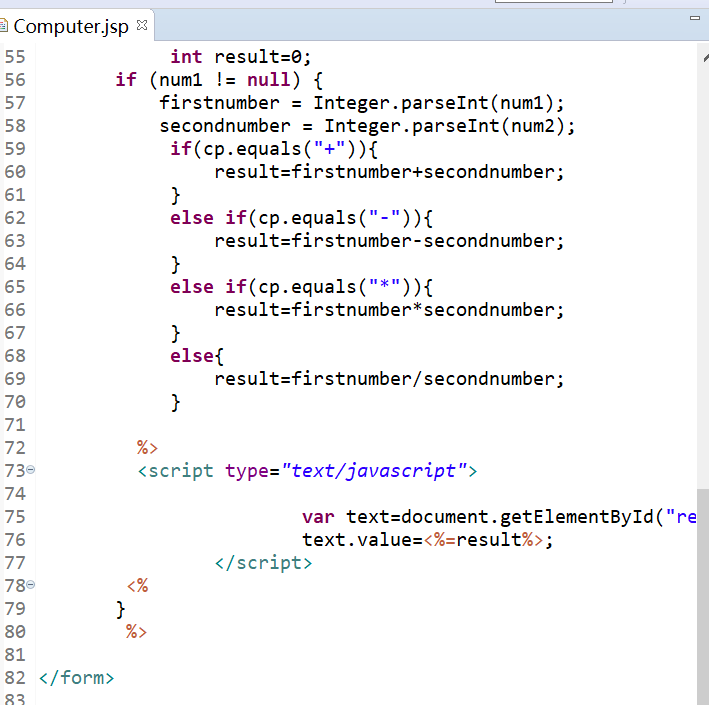 Computer.jsp
55 int result=0;
56 if (num1 != null) {
57 firstnumber = Integer.parseInt(num1);
58 secondnumber = Integer.parseInt(num2);
59 if(cp.equals("+")){
60 result=firstnumber+secondnumber;
61 }
62 else if(cp.equals("-")){
63 result=firstnumber-secondnumber;
64 }
65 else if(cp.equals("*")){
66 result=firstnumber*secondnumber;
67 }
68 else{
69 result=firstnumber/secondnumber;
70 }
71
72 %>
73 <script type="text/javascript">
74
75 var text=document.getElementById("re
76 text.value=<%=result%>;
77 </script>
78 <%
79 }
80 %>
81
82 </form>
83